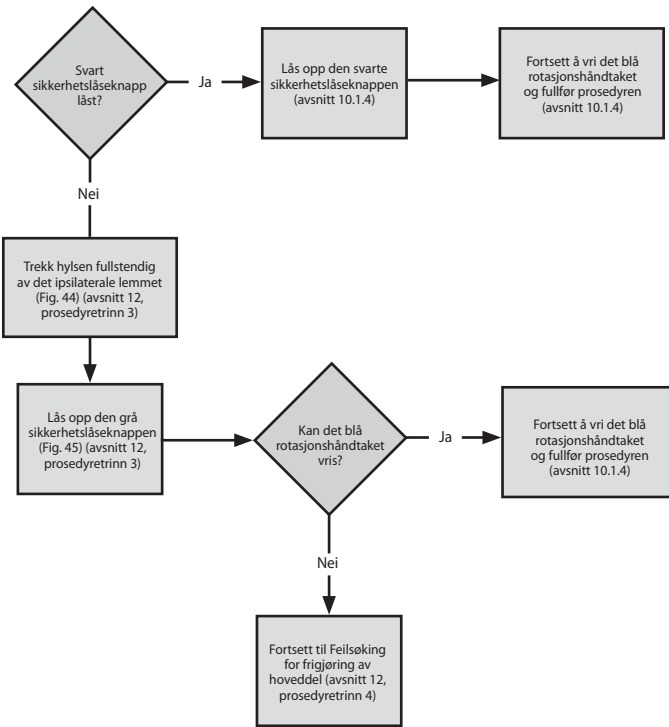 Svart
sikkerhetslåseknapp
låst?
Ja
Lås opp den svarte
sikkerhetslåseknappen
(avsnitt 10.1.4)
Fortsett å vri det blå
rotasjonshåndtaket
og fullfør prosedyren
(avsnitt 10.1.4)
Nei
Trekk hylsen fullstendig
av det ipsilaterale lemmet
(Fig. 44) (avsnitt 12,
prosedyretrinn 3)
Lås opp den grå
sikkerhetslåseknappen
(Fig. 45) (avsnitt 12,
prosedyretrinn 3)
Kan det blå
rotasjonshåndtaket
vris?
Ja
Fortsett å vri det blå
rotasjonshåndtaket
og fullfør prosedyren
(avsnitt 10.1.4)
Nei
Fortsett til Feilsøking
for frigjøring av
hoveddel (avsnitt 12,
prosedyretrinn 4)